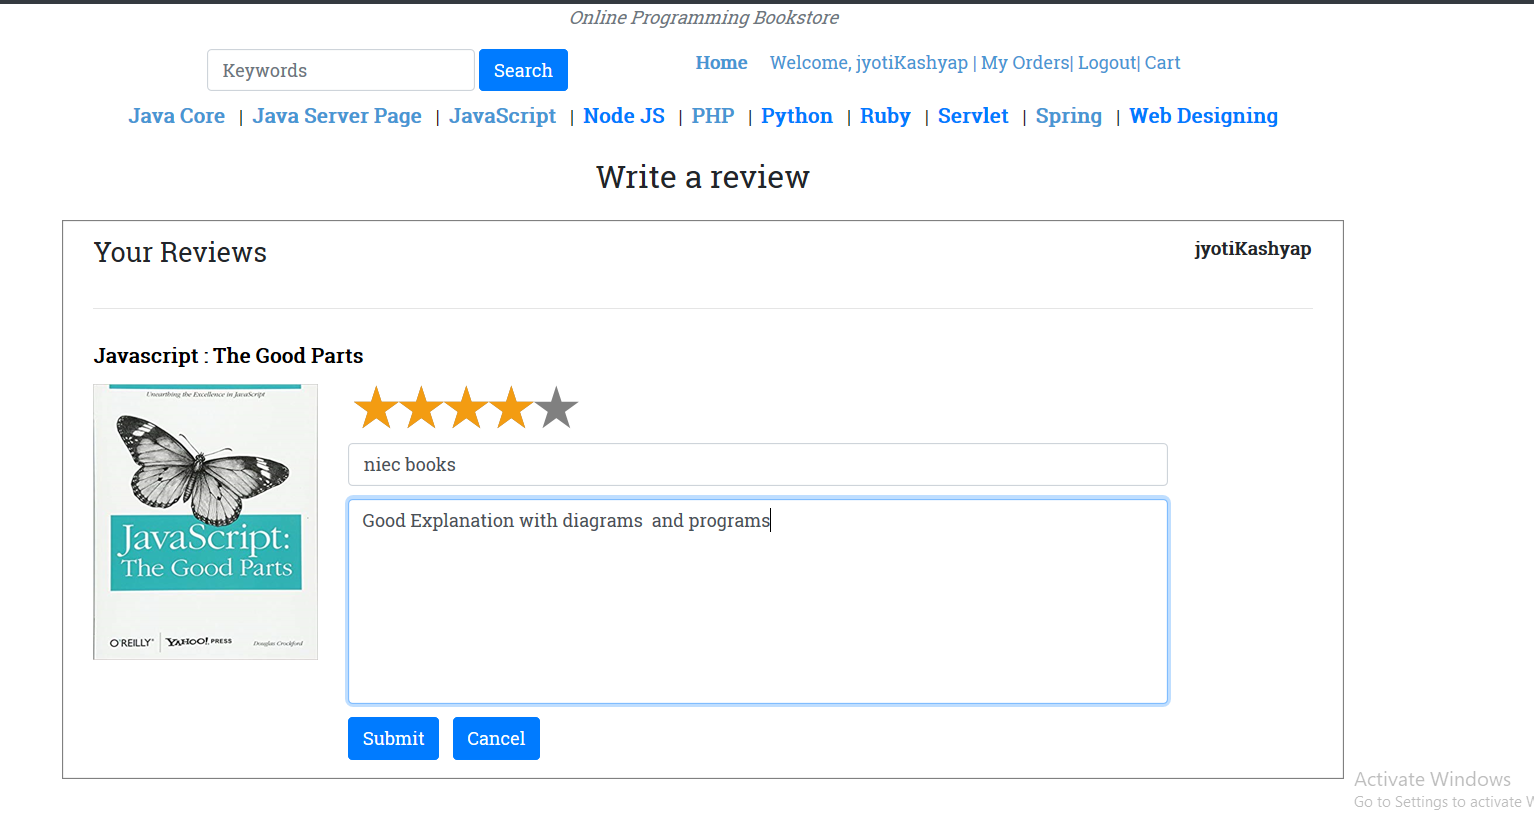 Online Programming Bookstore
Keywords
Search
Home Welcome, jyotiKashyap | My Orders| Logout| Cart
Java Core | Java Server Page | JavaScript | Node JS | PHP | Python | Ruby | Servlet | Spring | Web Designing
Write a review
Your Reviews
jyotiKashyap
Javascript : The Good Parts
Unearthing the Excellence in JavaScript
JavaScript:
The Good Parts
O'REILLY® YAHOO! PRESS Douglas Crockford
niec books
Good Explanation with diagrams  and programs
Submit Cancel
Activate Windows
Go to Settings to activate W